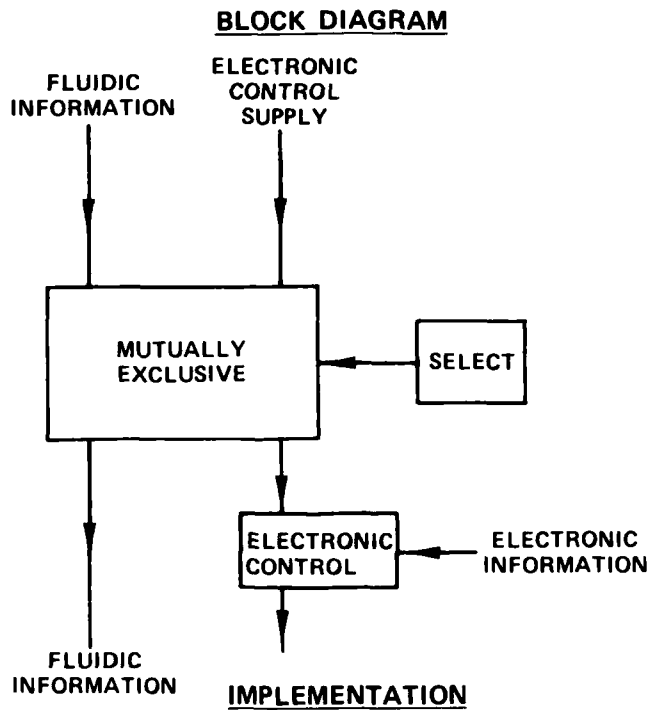 BLOCK DIAGRAM
FLUIDIC
INFORMATION
ELECTRONIC
CONTROL
SUPPLY
MUTUALLY
EXCLUSIVE
SELECT
ELECTRONIC
CONTROL
ELECTRONIC
INFORMATION
FLUIDIC
INFORMATION
IMPLEMENTATION